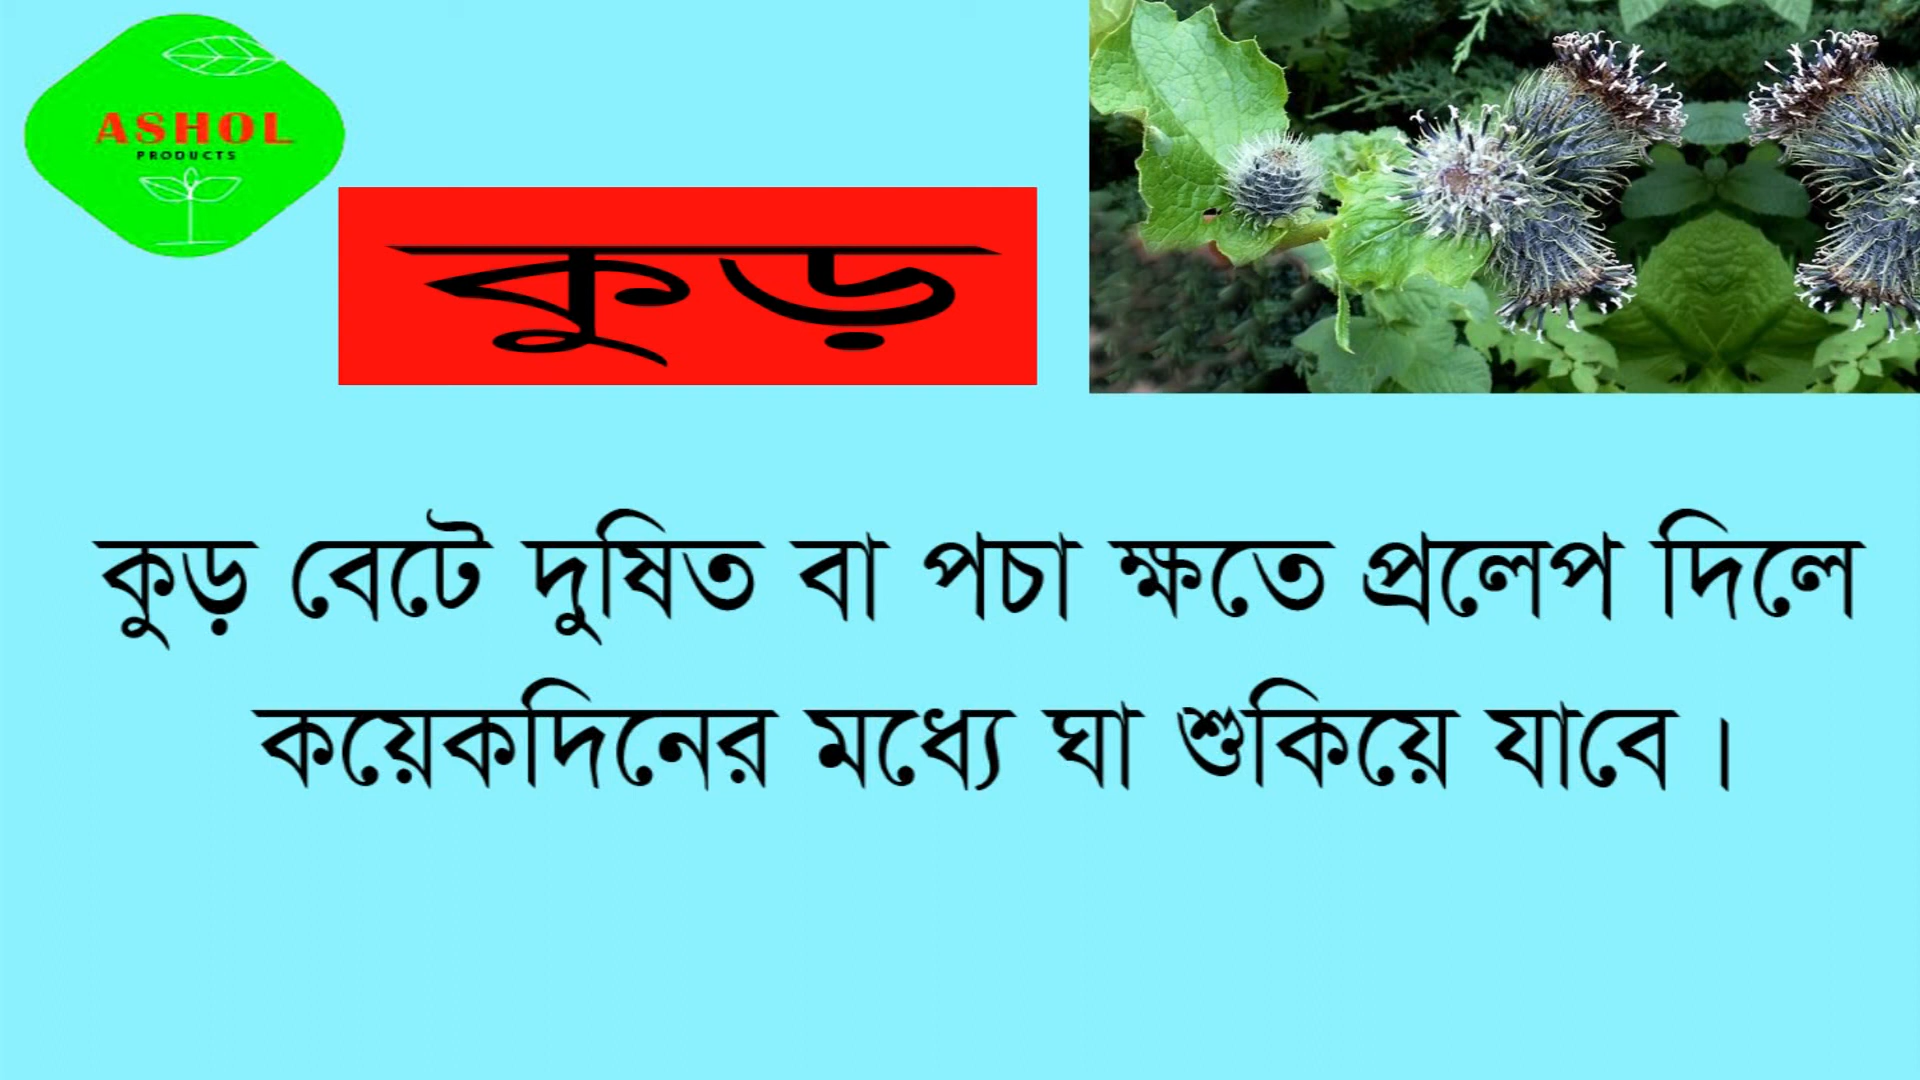 ASHOL
PRODUCTS
কুড়
কুড় বেটে দুষিত বা পচা ক্ষতে প্রলেপ দিলে
কয়েকদিনের মধ্যে ঘা শুকিয়ে যাবে ।